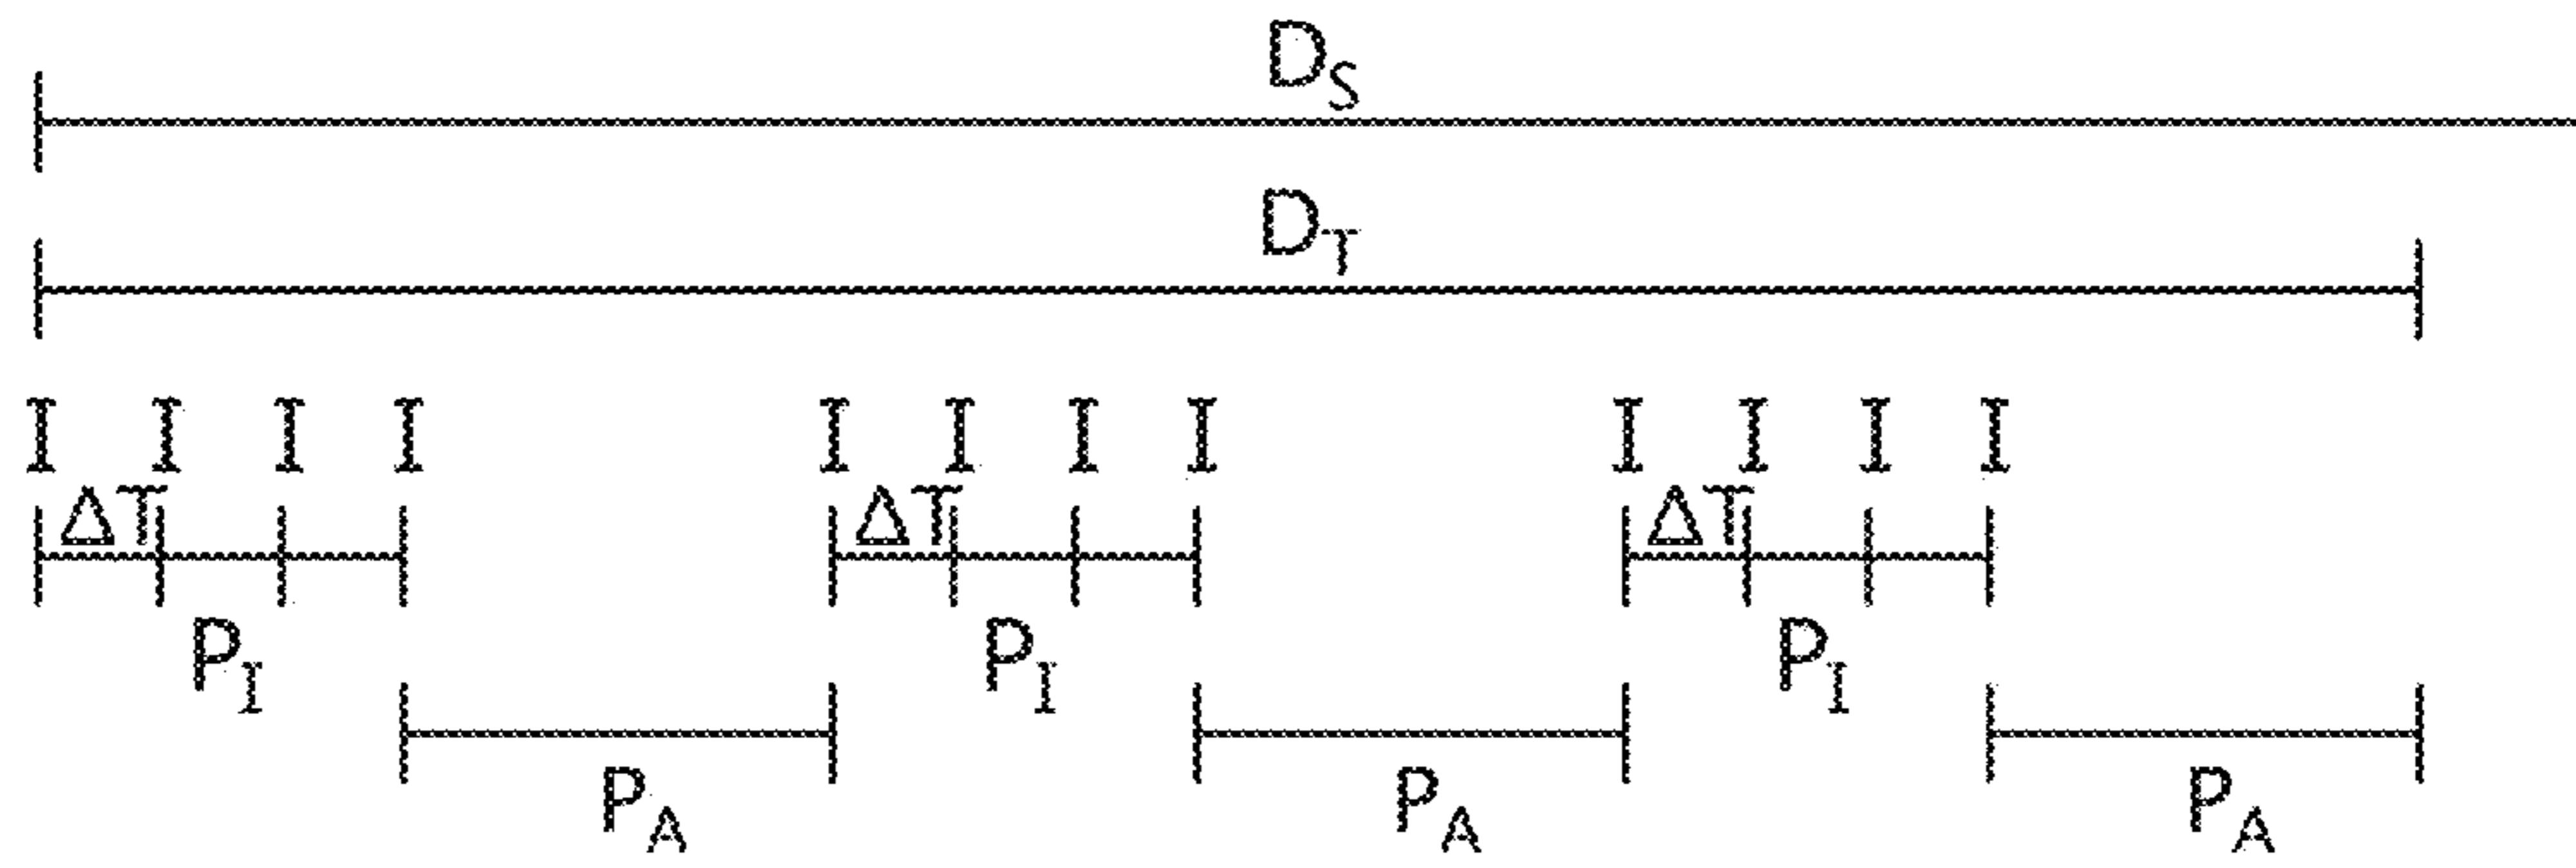 D_S
D_T
I I I I I I I I I I I I
ΔT ΔT ΔT
P_I P_I P_I
P_A P_A P_A